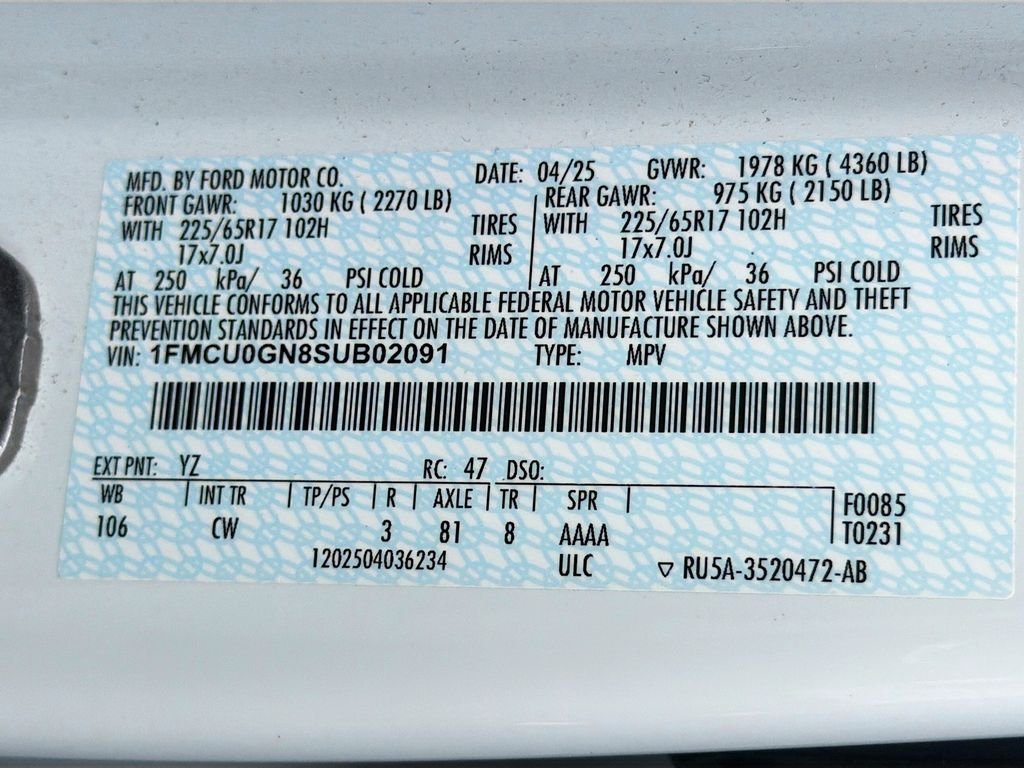 MFD. BY FORD MOTOR CO. DATE: 04/25 GVWR: 1978 KG ( 4360 LB)
FRONT GAWR: 1030 KG ( 2270 LB) REAR GAWR: 975 KG ( 2150 LB)
WITH 225/65R17 102H TIRES WITH 225/65R17 102H TIRES
17x7.0J RIMS 17x7.0J RIMS
AT 250 kPa/ 36 PSI COLD AT 250 kPa/ 36 PSI COLD
THIS VEHICLE CONFORMS TO ALL APPLICABLE FEDERAL MOTOR VEHICLE SAFETY AND THEFT
PREVENTION STANDARDS IN EFFECT ON THE DATE OF MANUFACTURE SHOWN ABOVE.
VIN: 1FMCU0GN8SUB02091 TYPE: MPV
EXT PNT: YZ RC: 47 DSO:
WB INT TR TP/PS R AXLE TR SPR F0085
106 CW 3 81 8 AAAA T0231
1202504036234 ULC ▽ RU5A-3520472-AB